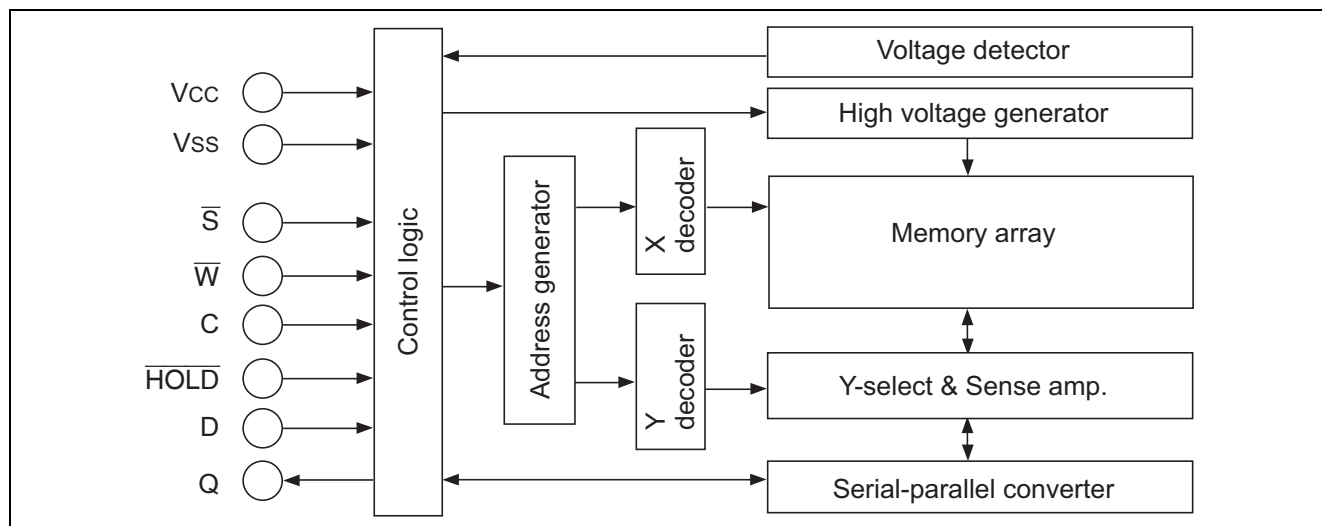 Voltage detector
VCC
High voltage generator
VSS
S̅
W̅
C
H̅O̅L̅D̅
D
Q
Control logic
Address generator
X decoder
Y decoder
Memory array
Y-select & Sense amp.
Serial-parallel converter